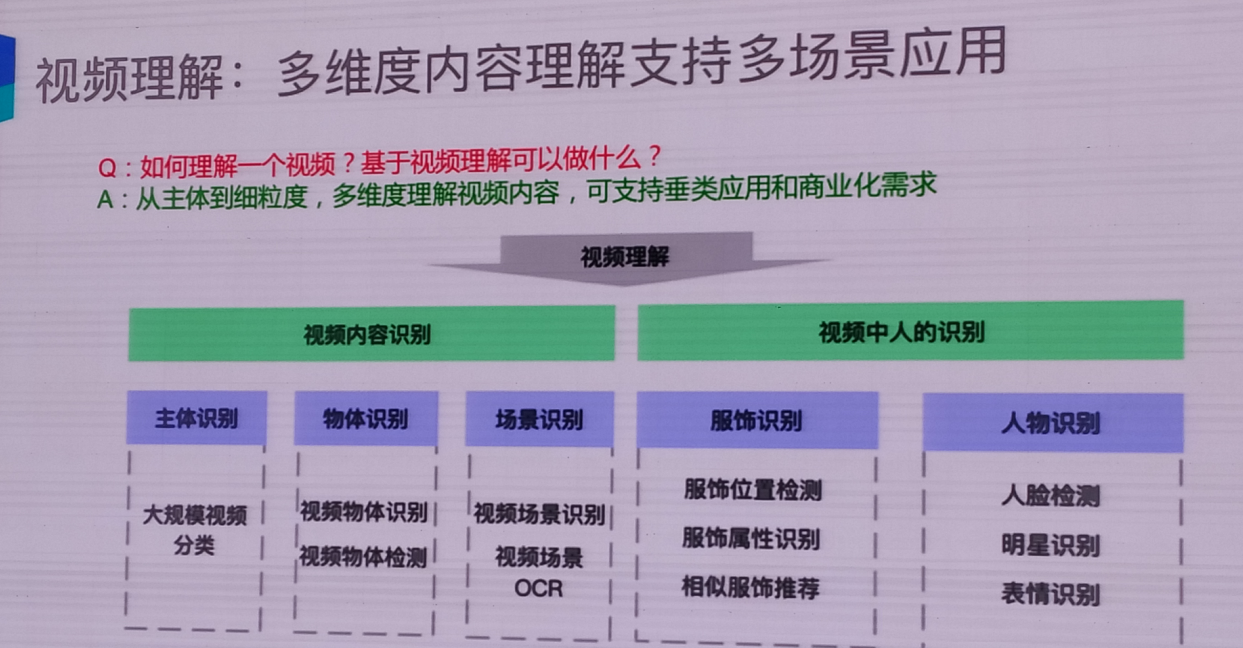 视频理解：多维度内容理解支持多场景应用
Q：如何理解一个视频？基于视频理解可以做什么？
A：从主体到细粒度，多维度理解视频内容，可支持垂类应用和商业化需求
视频理解
视频内容识别
视频中人的识别
主体识别
物体识别
场景识别
服饰识别
人物识别
大规模视频
分类
视频物体识别
视频物体检测
视频场景识别
视频场景
OCR
服饰位置检测
服饰属性识别
相似服饰推荐
人脸检测
明星识别
表情识别